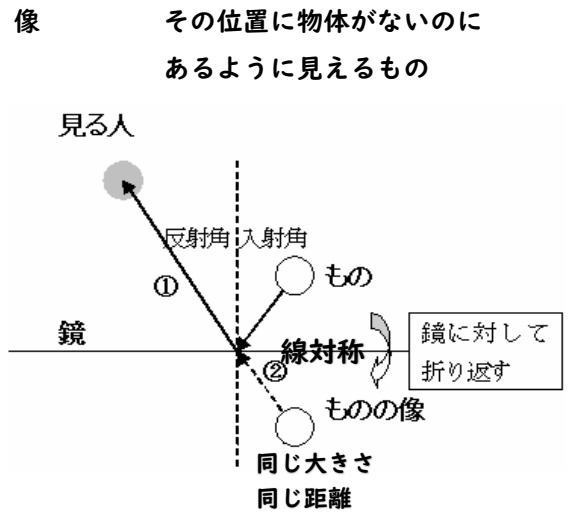 像 その位置に物体がないのに
あるように見えるもの
見る人
反射角 入射角
① もの
鏡 線対称 鏡に対して
② 折り返す
ものの像
同じ大きさ
同じ距離